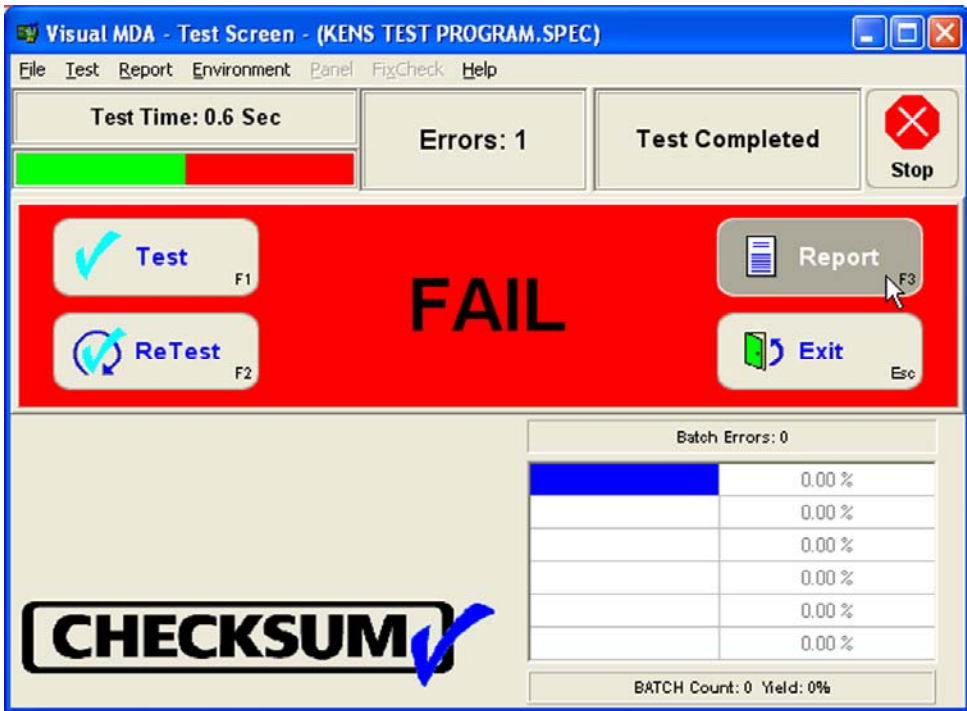 Visual MDA - Test Screen - (KENS TEST PROGRAM.SPEC)
File Test Report Environment Panel FixCheck Help
Test Time: 0.6 Sec
Errors: 1
Test Completed
Stop
Test
F1
FAIL
Report
F3
ReTest
F2
Exit
Esc
Batch Errors: 0
0.00 %
0.00 %
0.00 %
0.00 %
0.00 %
0.00 %
CHECKSUM
BATCH Count: 0 Yield: 0%